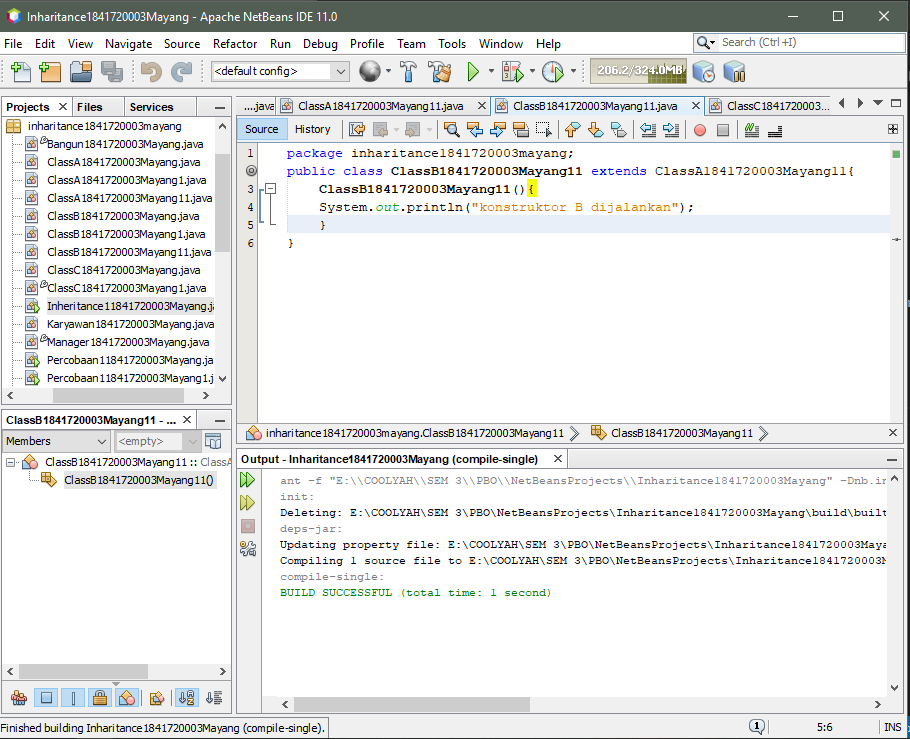 Inharitance1841720003Mayang - Apache NetBeans IDE 11.0
File Edit View Navigate Source Refactor Run Debug Profile Team Tools Window Help
Search (Ctrl+I)
<default config>
206.2/324.0MB
Projects Files Services
...java ClassA1841720003Mayang11.java ClassB1841720003Mayang11.java ClassC1841720003...
inharitance1841720003mayang
Bangun1841720003Mayang.java
ClassA1841720003Mayang.java
ClassA1841720003Mayang1.java
ClassA1841720003Mayang11.java
ClassB1841720003Mayang.java
ClassB1841720003Mayang1.java
ClassB1841720003Mayang11.java
ClassC1841720003Mayang.java
ClassC1841720003Mayang1.java
Inheritance11841720003Mayang.ja
Karyawan1841720003Mayang.java
Manager1841720003Mayang.java
Percobaan11841720003Mayang.ja
Percobaan11841720003Mayang1.j
Source History
1 package inharitance1841720003mayang;
public class ClassB1841720003Mayang11 extends ClassA1841720003Mayang11{
3 ClassB1841720003Mayang11(){
4 System.out.println("konstruktor B dijalankan");
5 }
6 }
inharitance1841720003mayang.ClassB1841720003Mayang11 ClassB1841720003Mayang11
ClassB1841720003Mayang11 - ...
Members <empty>
ClassB1841720003Mayang11 :: ClassA
ClassB1841720003Mayang11()
Output - Inharitance1841720003Mayang (compile-single)
ant -f "E:\\COOLYAH\\SEM 3\\PBO\\NetBeansProjects\\Inharitance1841720003Mayang" -Dnb.in
init:
Deleting: E:\COOLYAH\SEM 3\PBO\NetBeansProjects\Inharitance1841720003Mayang\build\built
deps-jar:
Updating property file: E:\COOLYAH\SEM 3\PBO\NetBeansProjects\Inharitance1841720003Maya
Compiling 1 source file to E:\COOLYAH\SEM 3\PBO\NetBeansProjects\Inharitance1841720003M
compile-single:
BUILD SUCCESSFUL (total time: 1 second)
Finished building Inharitance1841720003Mayang (compile-single). 1 5:6 INS